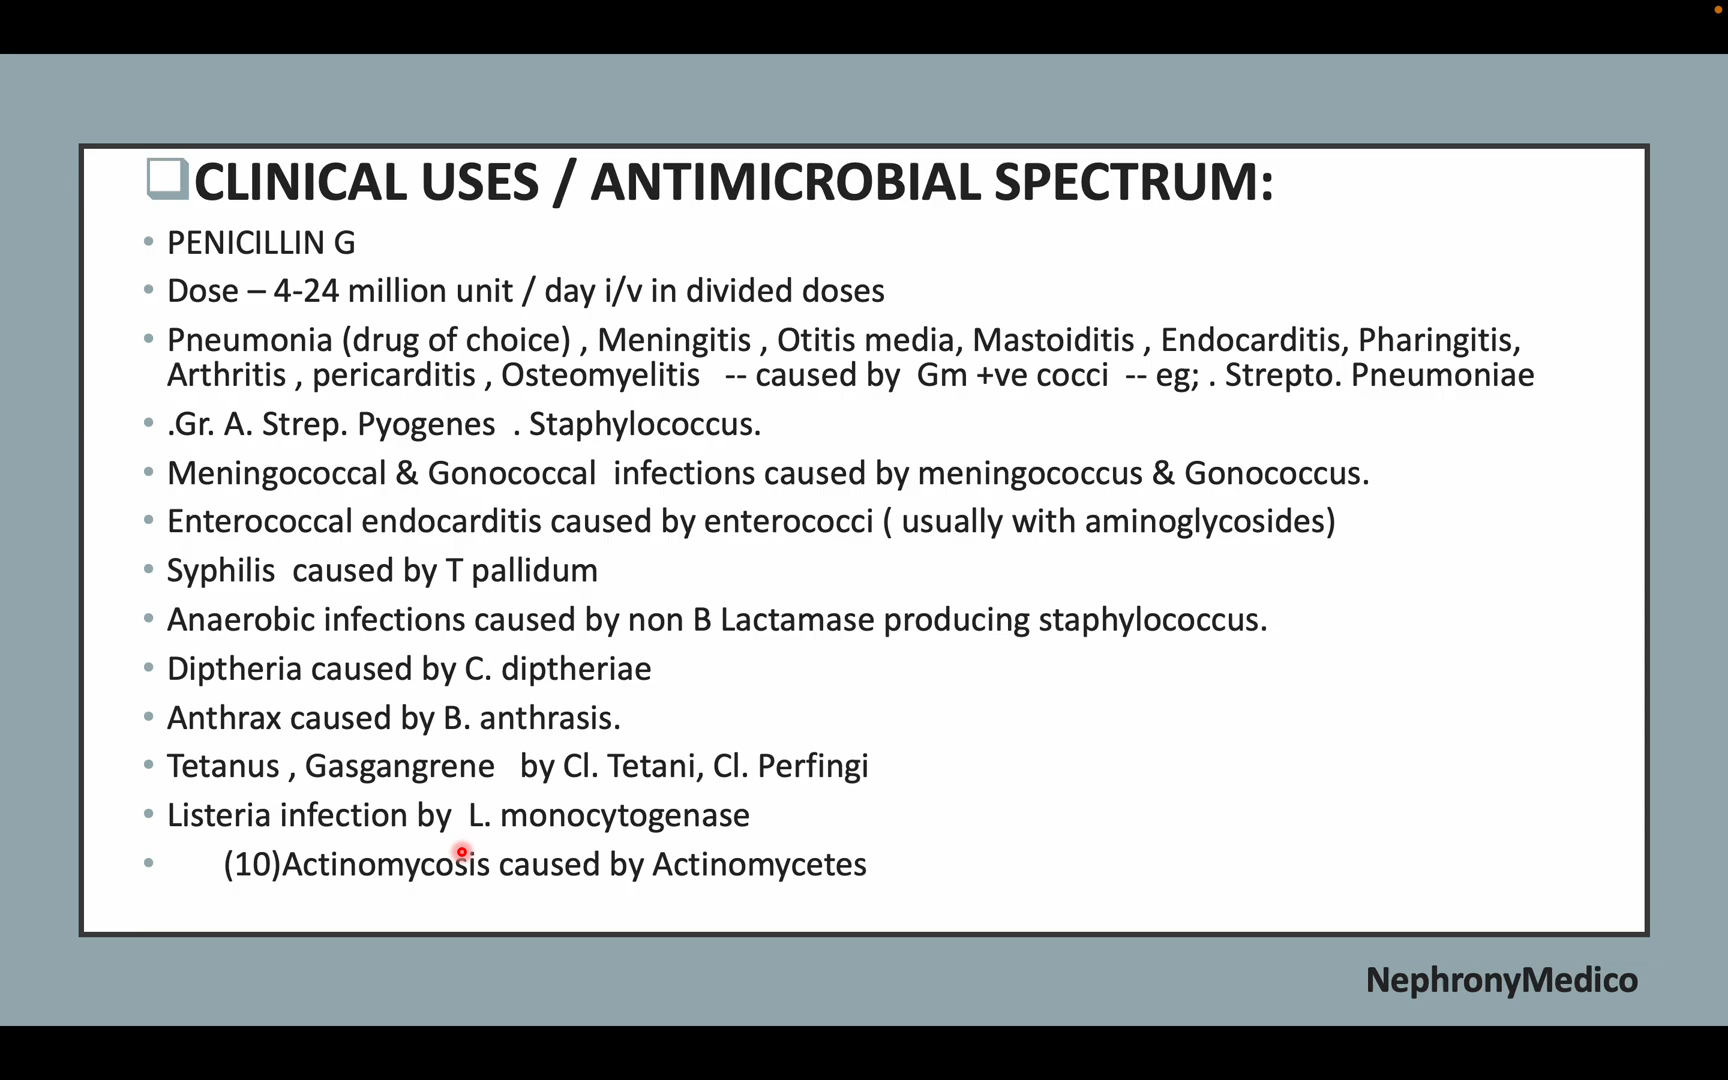 CLINICAL USES / ANTIMICROBIAL SPECTRUM:
• PENICILLIN G
• Dose – 4-24 million unit / day i/v in divided doses
• Pneumonia (drug of choice) , Meningitis , Otitis media, Mastoiditis , Endocarditis, Pharingitis,
Arthritis , pericarditis , Osteomyelitis -- caused by Gm +ve cocci -- eg; . Strepto. Pneumoniae
• .Gr. A. Strep. Pyogenes . Staphylococcus.
• Meningococcal & Gonococcal infections caused by meningococcus & Gonococcus.
• Enterococcal endocarditis caused by enterococci ( usually with aminoglycosides)
• Syphilis caused by T pallidum
• Anaerobic infections caused by non B Lactamase producing staphylococcus.
• Diptheria caused by C. diptheriae
• Anthrax caused by B. anthrasis.
• Tetanus , Gasgangrene by Cl. Tetani, Cl. Perfingi
• Listeria infection by L. monocytogenase
• (10)Actinomycosis caused by Actinomycetes
NephronyMedico